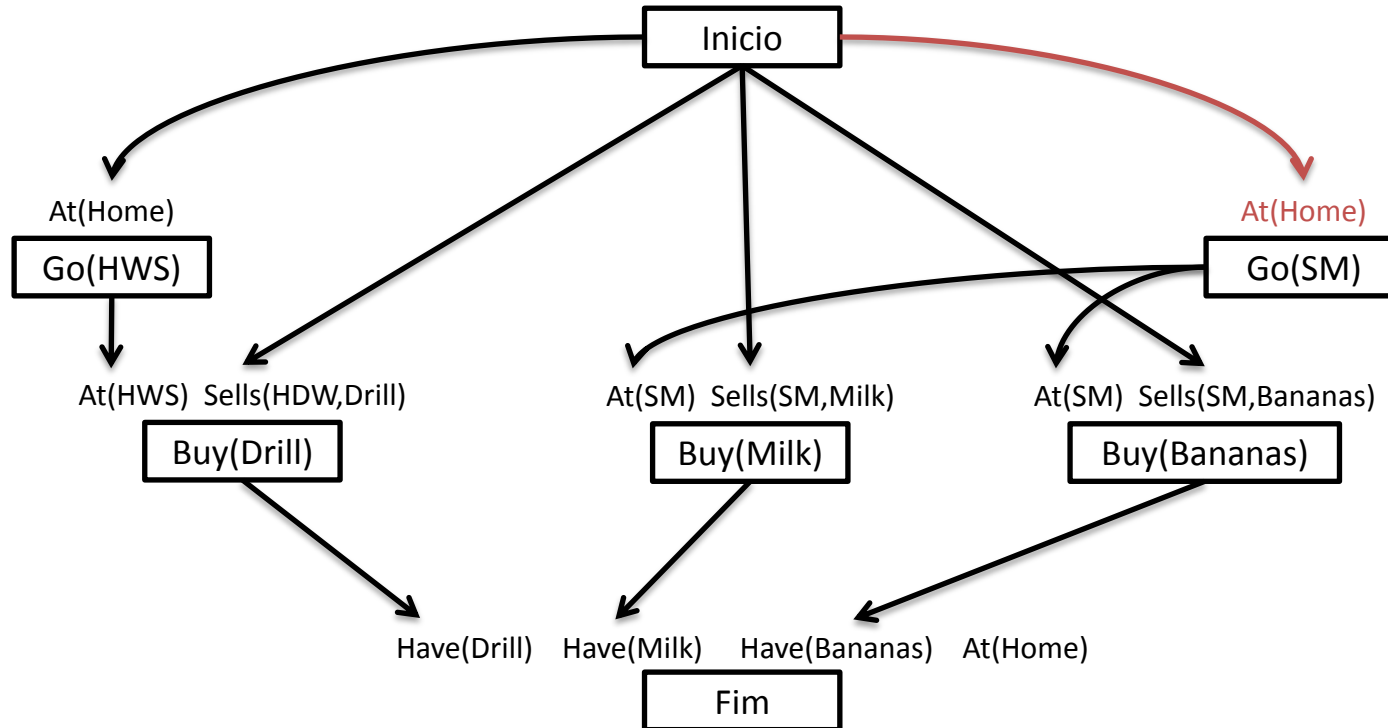 Inicio
At(Home)
At(Home)
Go(HWS)
Go(SM)
At(HWS) Sells(HDW,Drill)
At(SM) Sells(SM,Milk)
At(SM) Sells(SM,Bananas)
Buy(Drill)
Buy(Milk)
Buy(Bananas)
Have(Drill) Have(Milk) Have(Bananas) At(Home)
Fim